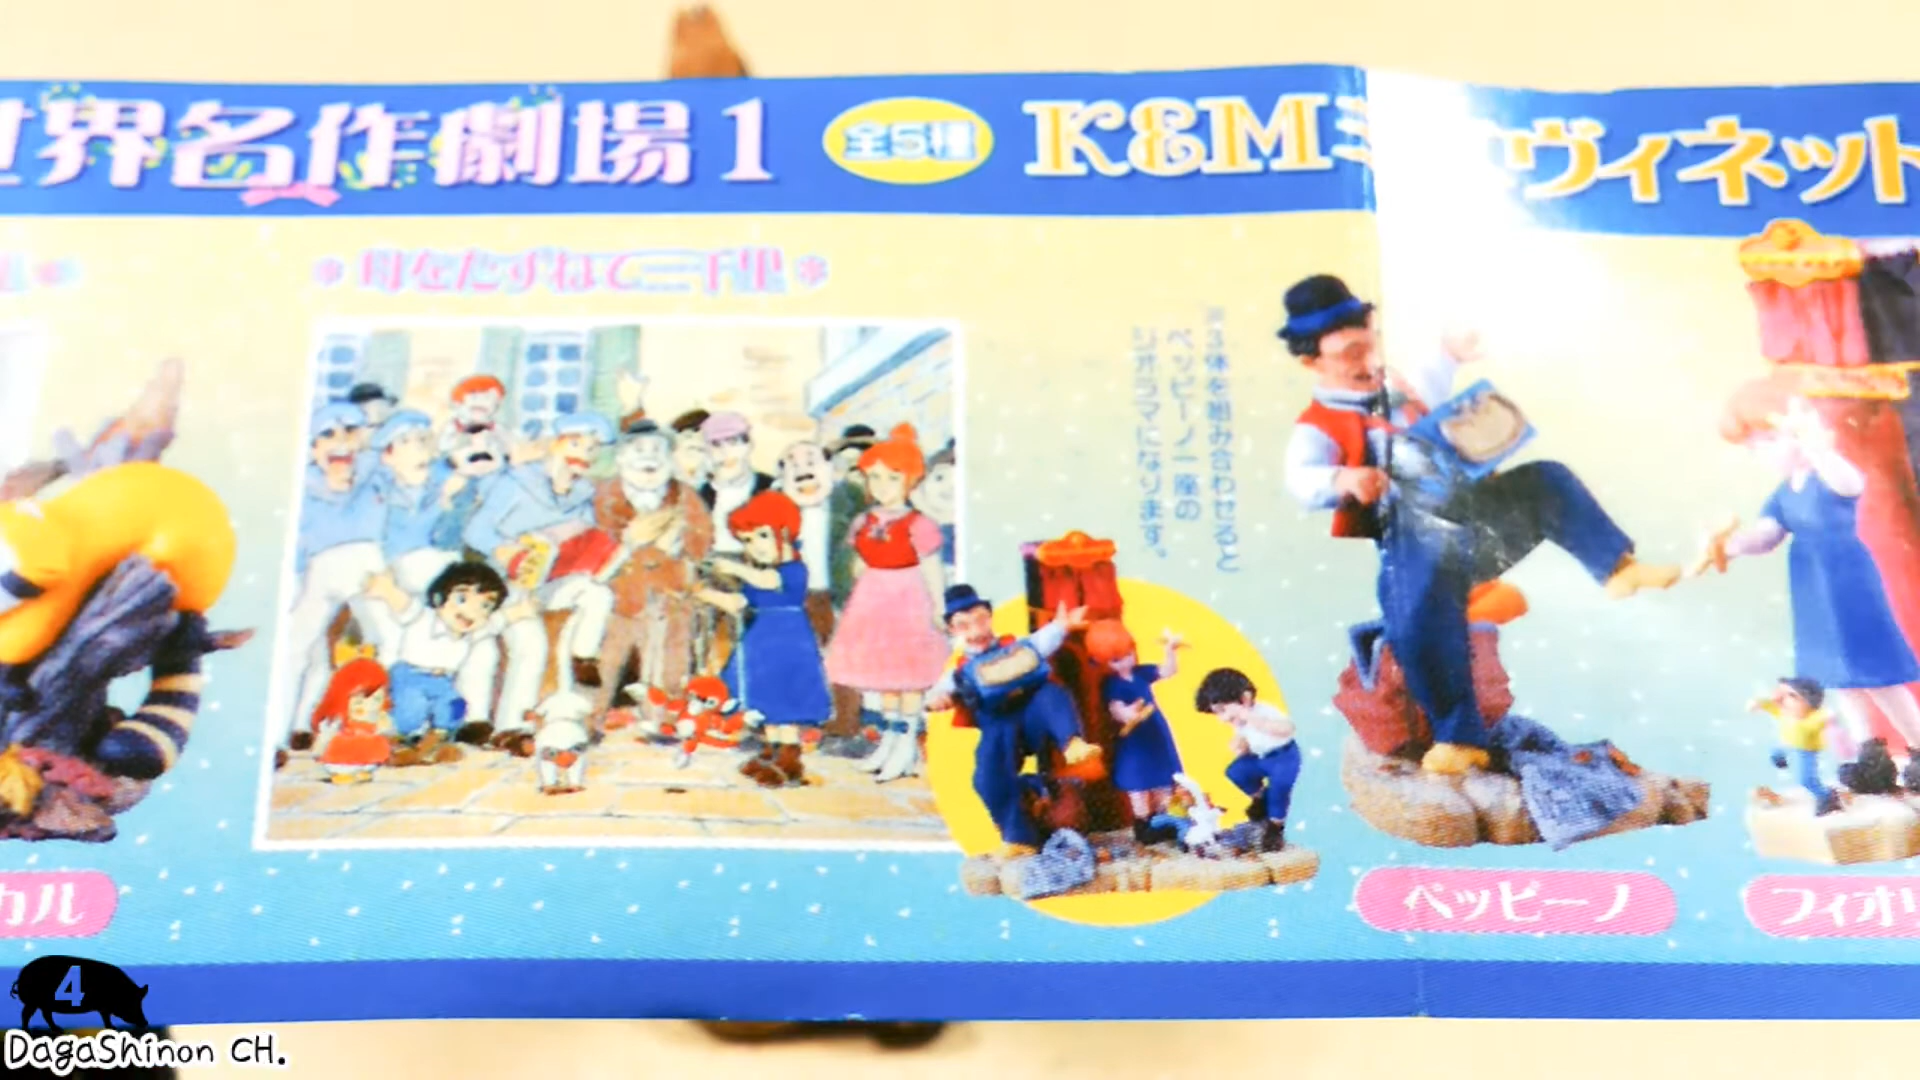 世界名作劇場1 全5種 K&Mミ ヴィネット
母をたずねて三千里
※3体を組み合わせると
ペッピーノ一座の
ジオラマになります。
カル
ペッピーノ
フィオリ
4
DagaShinon CH.